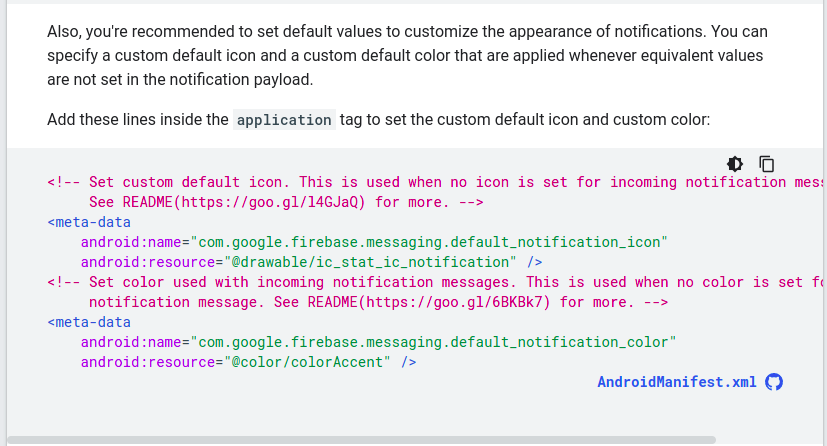 Also, you're recommended to set default values to customize the appearance of notifications. You can
specify a custom default icon and a custom default color that are applied whenever equivalent values
are not set in the notification payload.
Add these lines inside the application tag to set the custom default icon and custom color:
<!-- Set custom default icon. This is used when no icon is set for incoming notification mess
See README(https://goo.gl/l4GJaQ) for more. -->
<meta-data
android:name="com.google.firebase.messaging.default_notification_icon"
android:resource="@drawable/ic_stat_ic_notification" />
<!-- Set color used with incoming notification messages. This is used when no color is set fo
notification message. See README(https://goo.gl/6BKBk7) for more. -->
<meta-data
android:name="com.google.firebase.messaging.default_notification_color"
android:resource="@color/colorAccent" />
AndroidManifest.xml